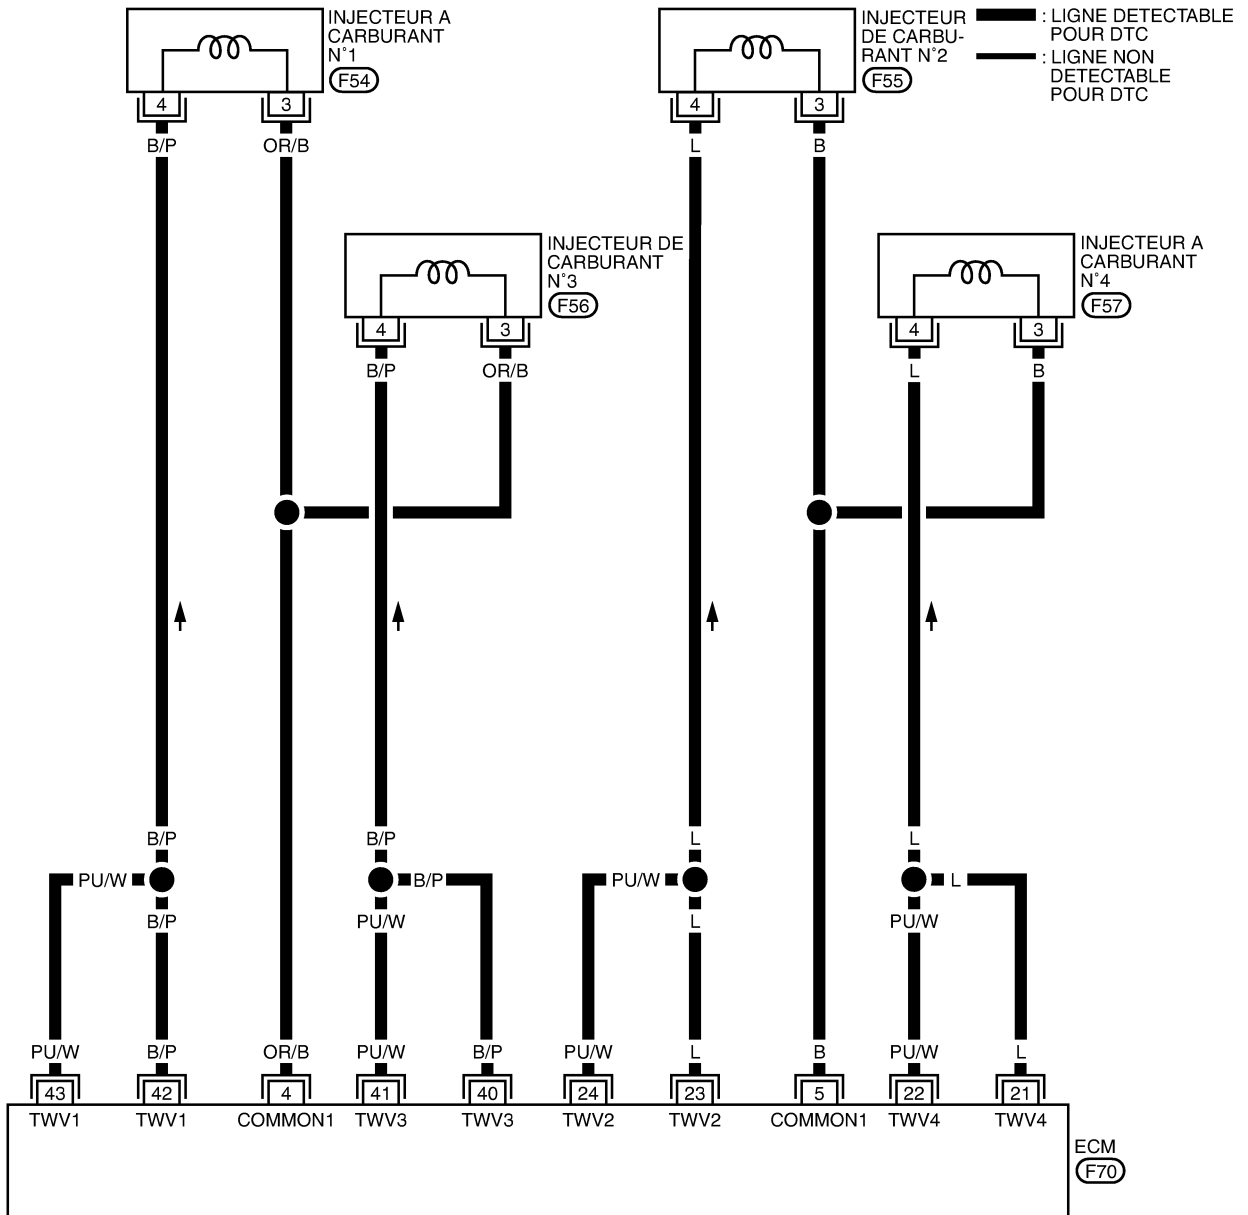 INJECTEUR A
CARBURANT
N°1
F54
INJECTEUR
DE CARBU-
RANT N°2
F55
: LIGNE DETECTABLE
POUR DTC
: LIGNE NON
DETECTABLE
POUR DTC
4 3 4 3
B/P OR/B L B
INJECTEUR DE
CARBURANT
N°3
F56
INJECTEUR A
CARBURANT
N°4
F57
4 3 4 3
B/P OR/B L B
B/P B/P L L
PU/W B/P PU/W L
B/P PU/W L PU/W
PU/W B/P OR/B PU/W B/P PU/W L B PU/W L
43 42 4 41 40 24 23 5 22 21
TWV1 TWV1 COMMON1 TWV3 TWV3 TWV2 TWV2 COMMON1 TWV4 TWV4
ECM
F70